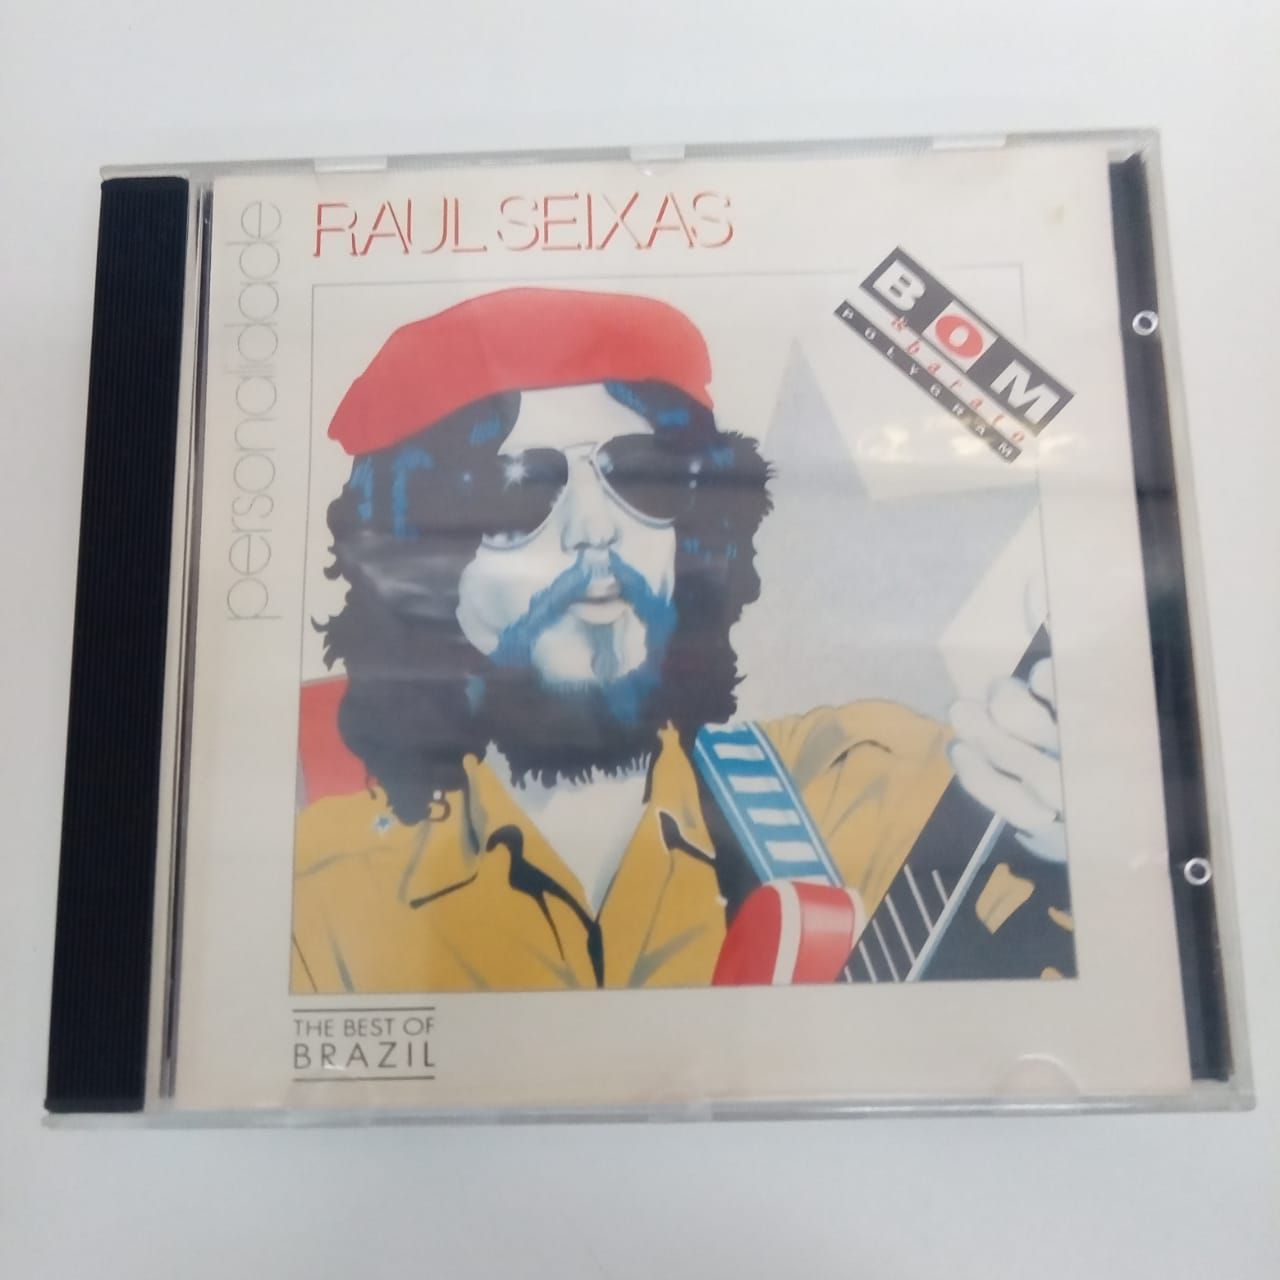 personalidade
RAUL SEIXAS
BOM
& barato
POLYGRAM
THE BEST OF
BRAZIL